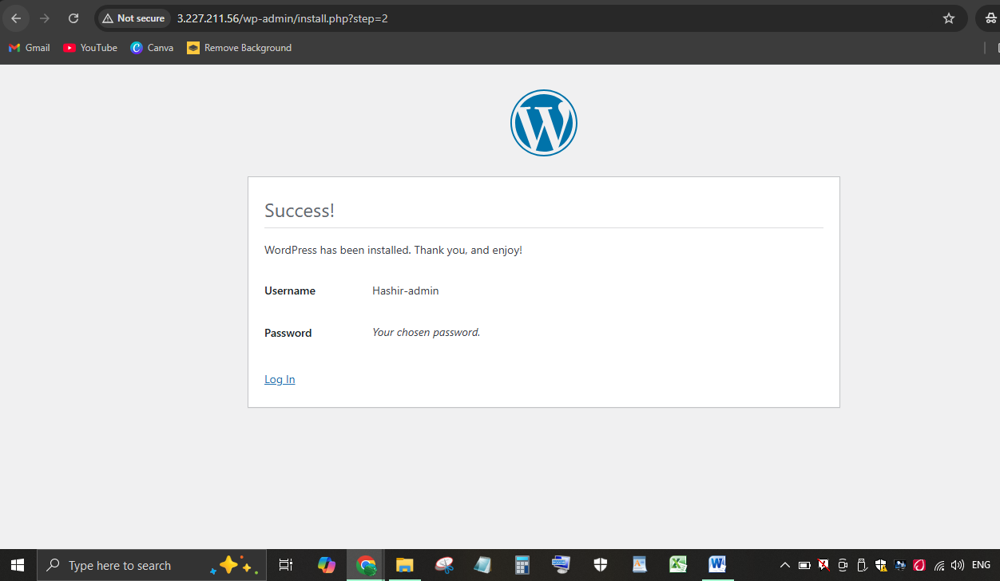 Not secure 3.227.211.56/wp-admin/install.php?step=2
Gmail YouTube Canva Remove Background
Success!
WordPress has been installed. Thank you, and enjoy!
Username Hashir-admin
Password Your chosen password.
Log In
Type here to search ENG